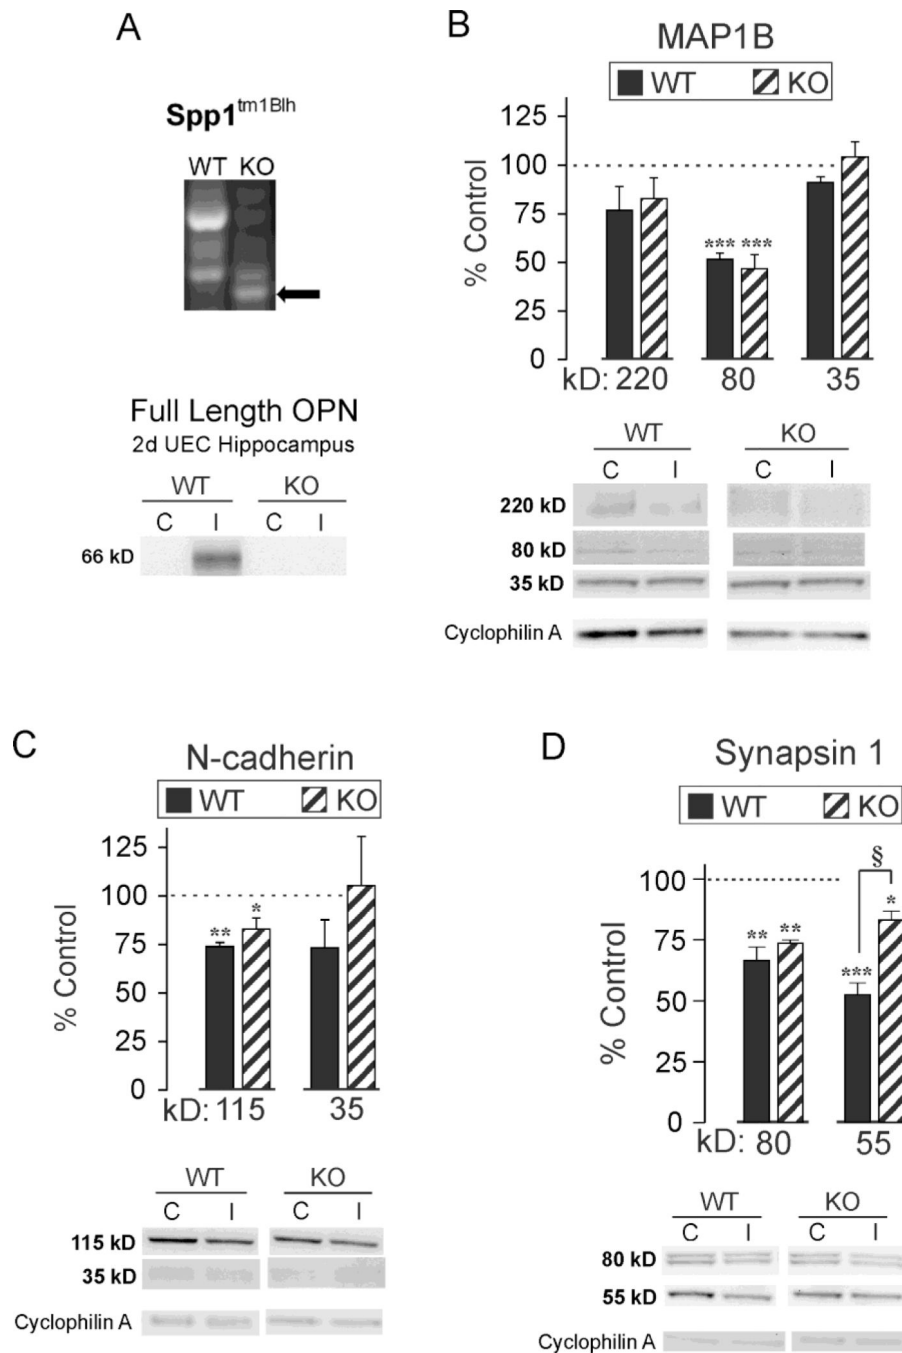 A
Spp1tm1Blh
WT KO
Full Length OPN
2d UEC Hippocampus
WT KO
C I C I
66 kD
B
MAP1B
WT KO
% Control
125
100
75
50
25
0
*** ***
kD: 220 80 35
WT KO
C I C I
220 kD
80 kD
35 kD
Cyclophilin A
C
N-cadherin
WT KO
% Control
125
100
75
50
25
0
** *
kD: 115 35
WT KO
C I C I
115 kD
35 kD
Cyclophilin A
D
Synapsin 1
WT KO
% Control
100
75
50
25
0
§
** ** *** *
kD: 80 55
WT KO
C I C I
80 kD
55 kD
Cyclophilin A